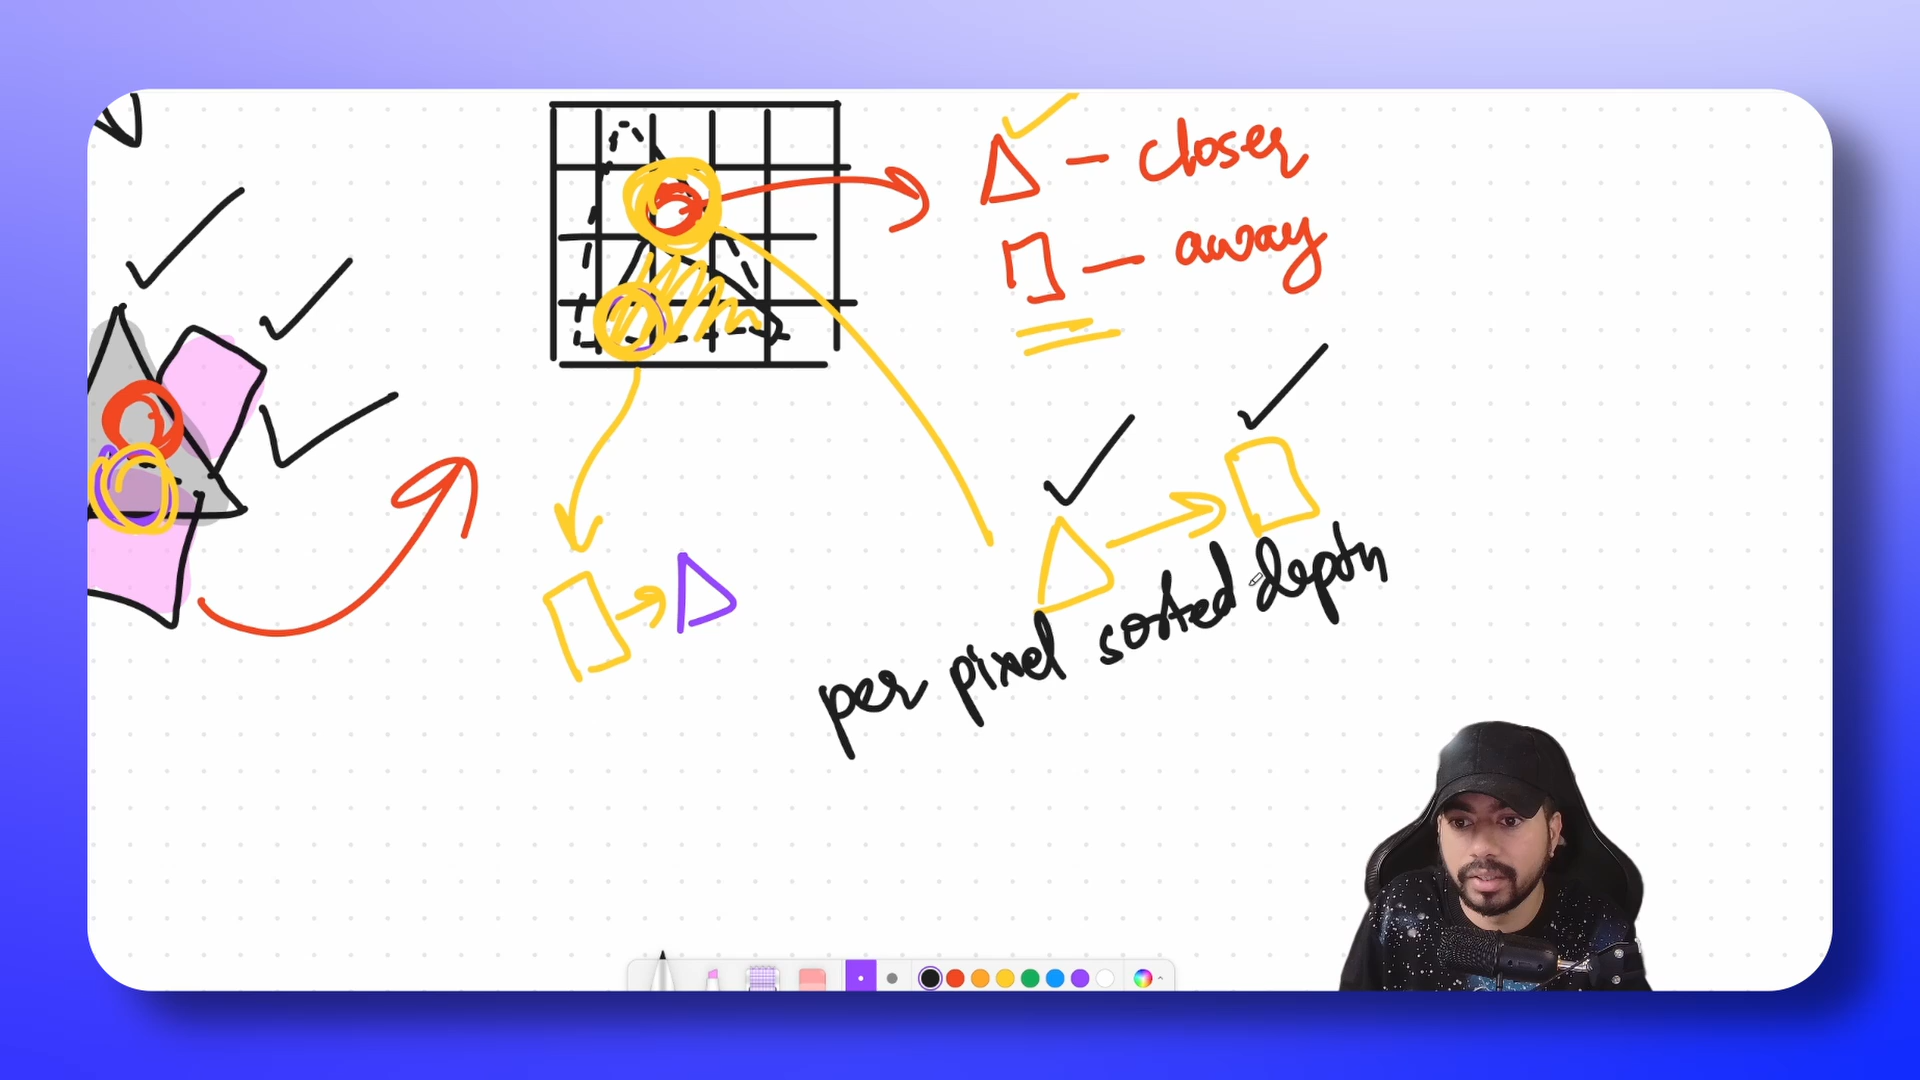 - closer
- away
per pixel sorted depth